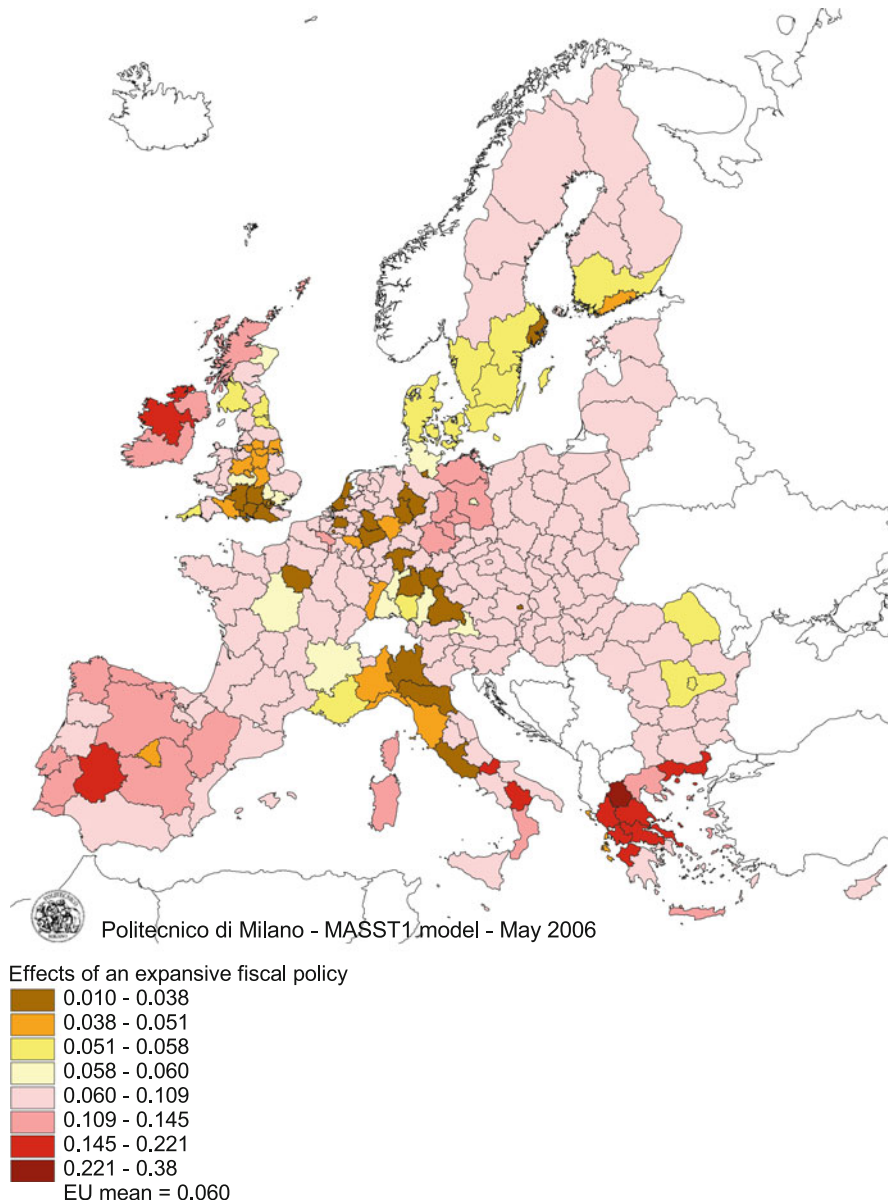 Politecnico di Milano - MASST1 model - May 2006
Effects of an expansive fiscal policy
0.010 - 0.038
0.038 - 0.051
0.051 - 0.058
0.058 - 0.060
0.060 - 0.109
0.109 - 0.145
0.145 - 0.221
0.221 - 0.38
EU mean = 0.060